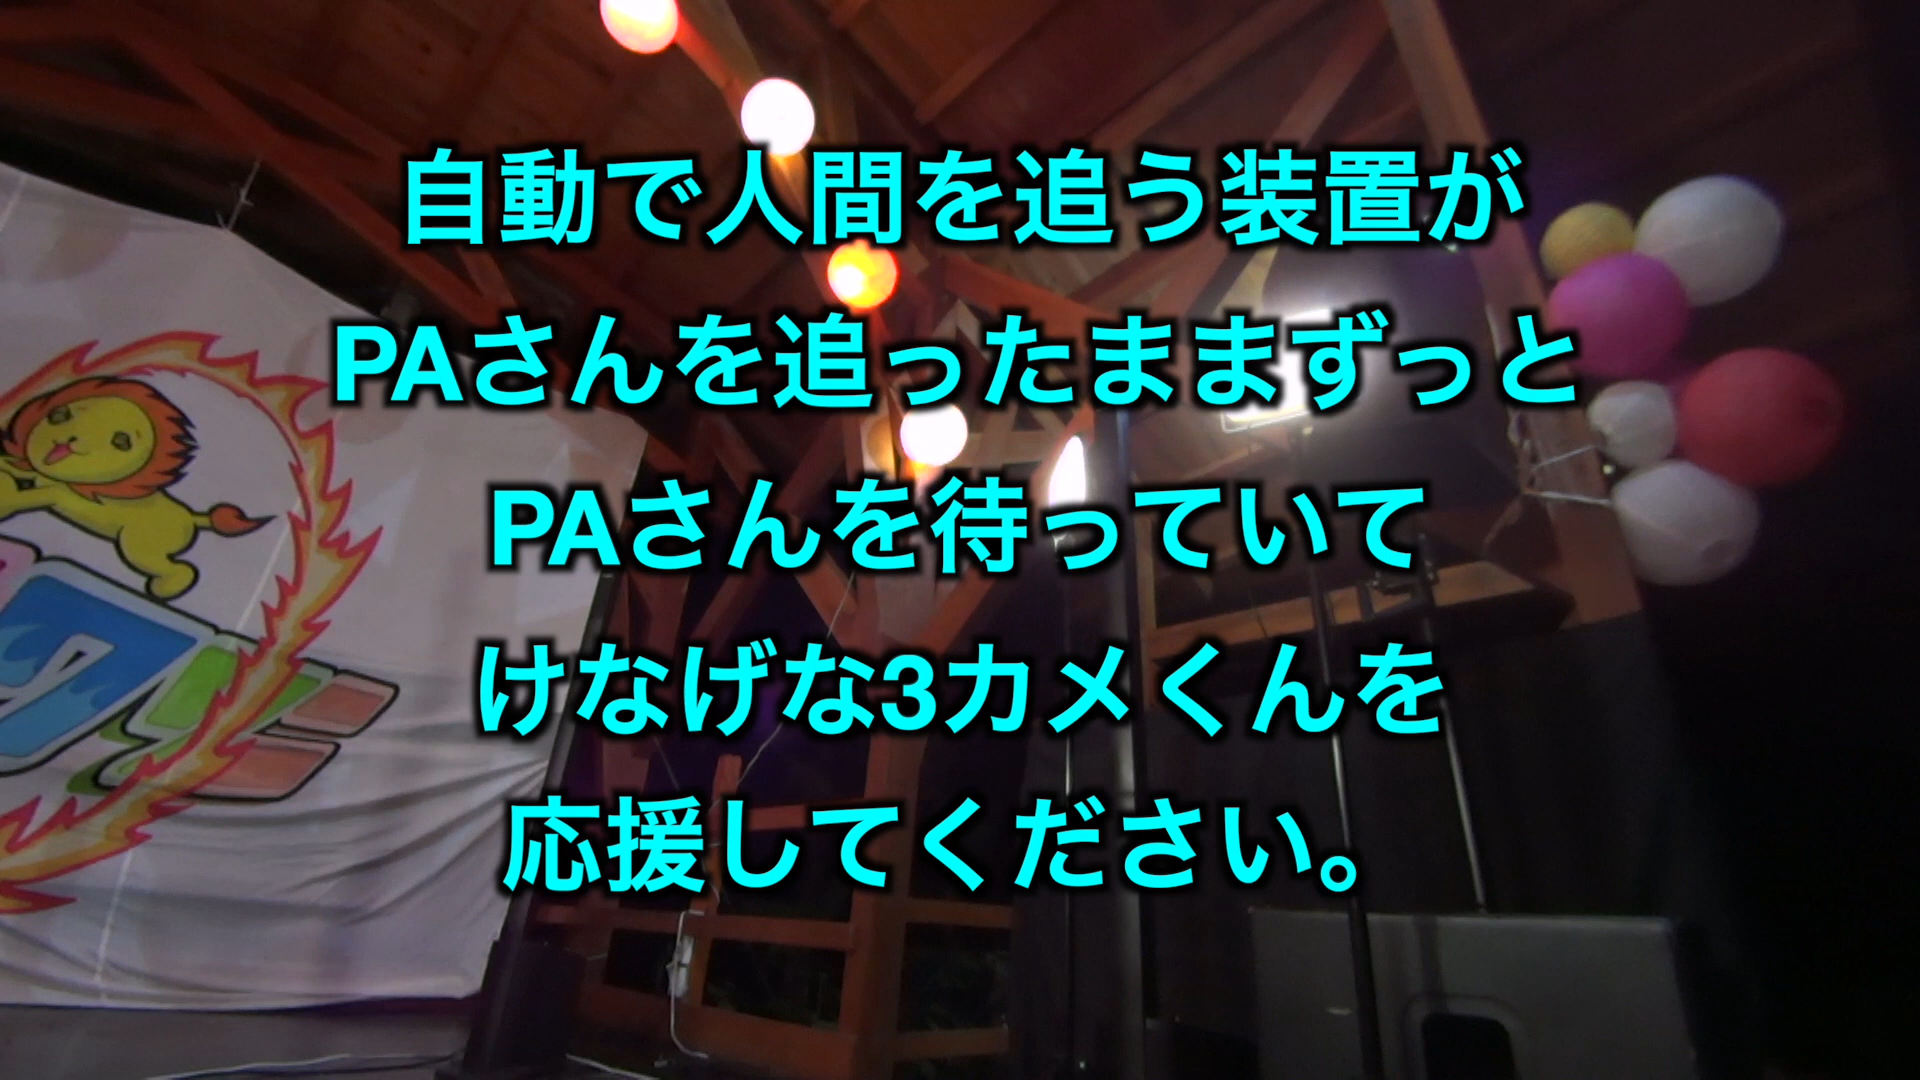 自動で人間を追う装置が
PAさんを追ったままずっと
PAさんを待っていて
けなげな3カメくんを
応援してください。